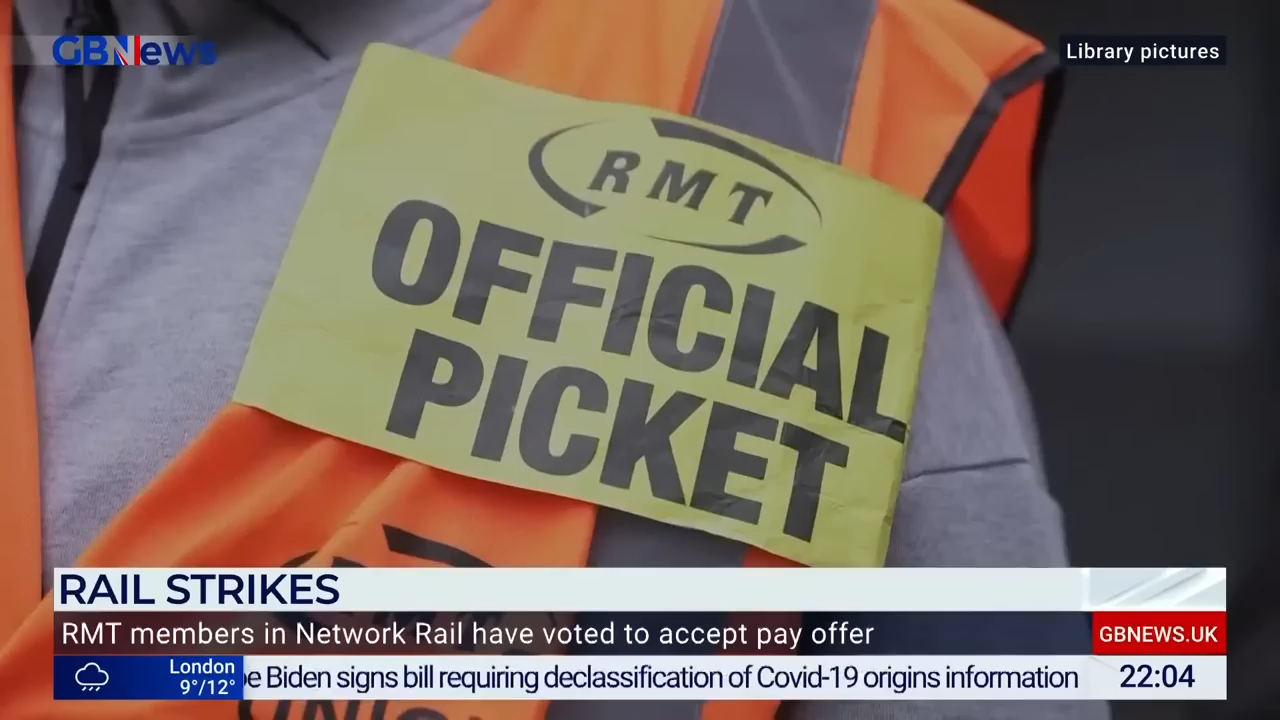 GBNews
Library pictures
RMT
OFFICIAL
PICKET
RAIL STRIKES
RMT members in Network Rail have voted to accept pay offer
GBNEWS.UK
London
9°/12°
Biden signs bill requiring declassification of Covid-19 origins information
22:04